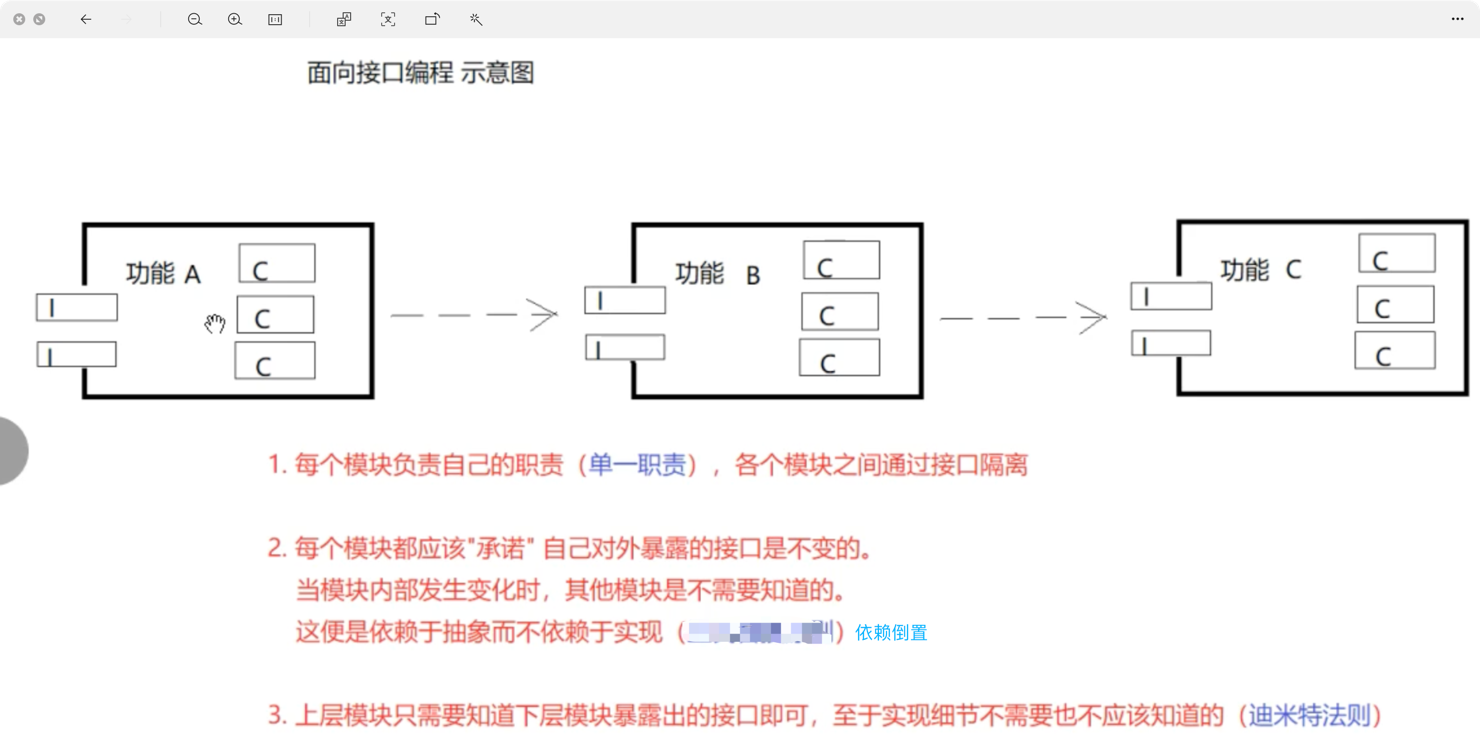 面向接口编程 示意图
功能 A
C
C
C
I
I
功能 B
C
C
C
I
I
功能 C
C
C
C
I
I
1. 每个模块负责自己的职责（单一职责），各个模块之间通过接口隔离
2. 每个模块都应该"承诺" 自己对外暴露的接口是不变的。
当模块内部发生变化时，其他模块是不需要知道的。
这便是依赖于抽象而不依赖于实现（）依赖倒置
3. 上层模块只需要知道下层模块暴露出的接口即可，至于实现细节不需要也不应该知道的（迪米特法则）